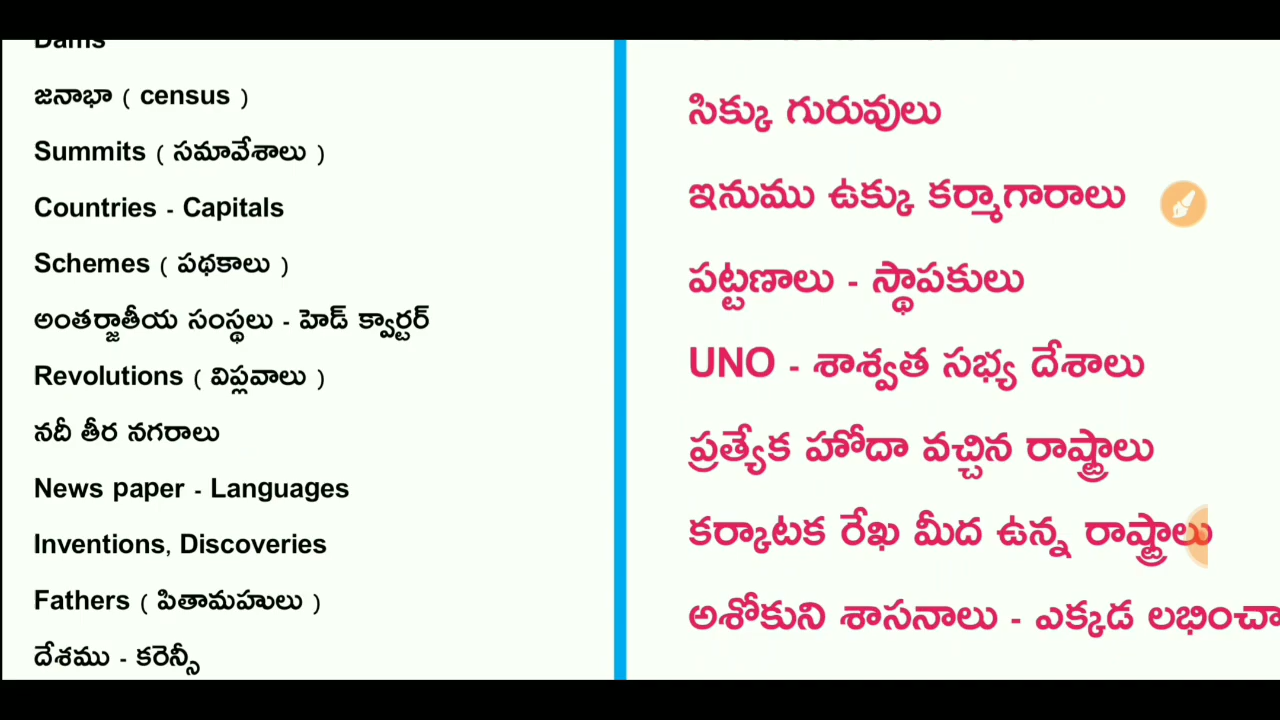 Dams
జనాభా ( census )
Summits ( సమావేశాలు )
Countries - Capitals
Schemes ( పథకాలు )
అంతర్జాతీయ సంస్థలు - హెడ్ క్వార్టర్
Revolutions ( విప్లవాలు )
నదీ తీర నగరాలు
News paper - Languages
Inventions, Discoveries
Fathers ( పితామహులు )
దేశము - కరెన్సీ
సిక్కు గురువులు
ఇనుము ఉక్కు కర్మాగారాలు
పట్టణాలు - స్థాపకులు
UNO - శాశ్వత సభ్య దేశాలు
ప్రత్యేక హోదా వచ్చిన రాష్ట్రాలు
కర్కాటక రేఖ మీద ఉన్న రాష్ట్రాలు
అశోకుని శాసనాలు - ఎక్కడ లభించా